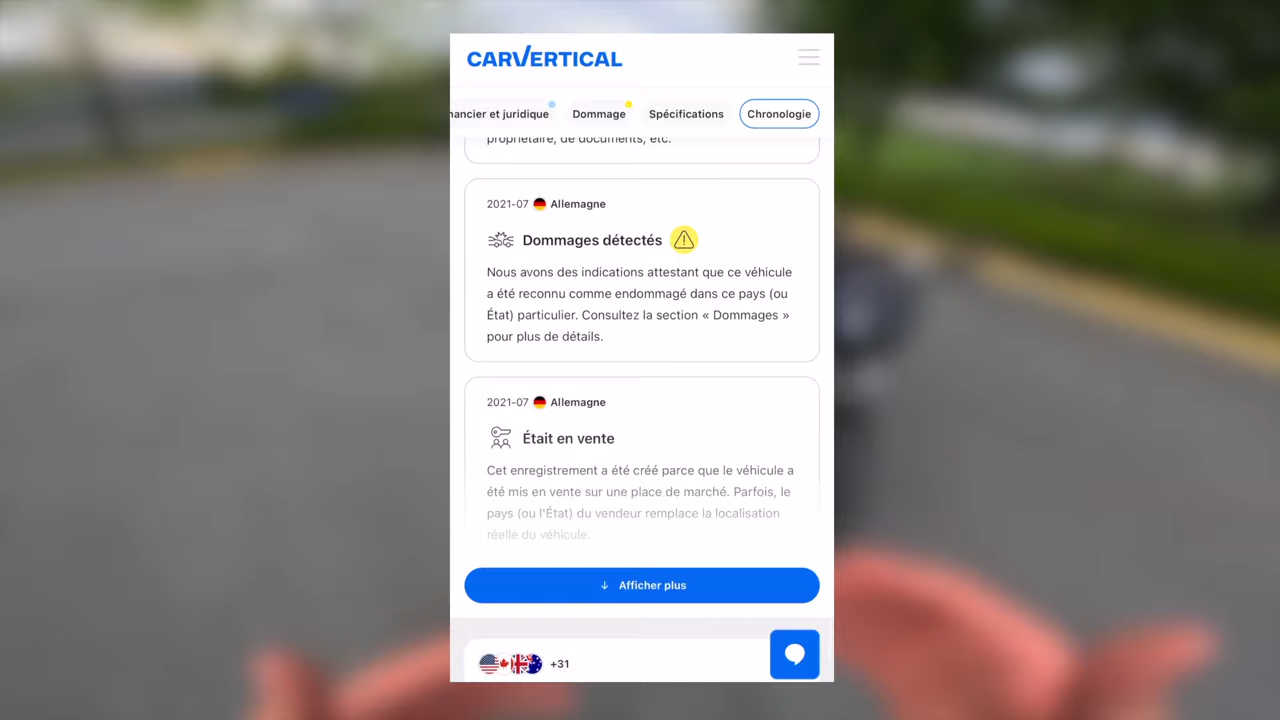 CARVERTICAL
nancier et juridique Dommage Spécifications Chronologie
propriétaire, de documents, etc.
2021-07 Allemagne
Dommages détectés
Nous avons des indications attestant que ce véhicule
a été reconnu comme endommagé dans ce pays (ou
État) particulier. Consultez la section « Dommages »
pour plus de détails.
2021-07 Allemagne
Était en vente
Cet enregistrement a été créé parce que le véhicule a
été mis en vente sur une place de marché. Parfois, le
pays (ou l'État) du vendeur remplace la localisation
réelle du véhicule.
↓ Afficher plus
+31